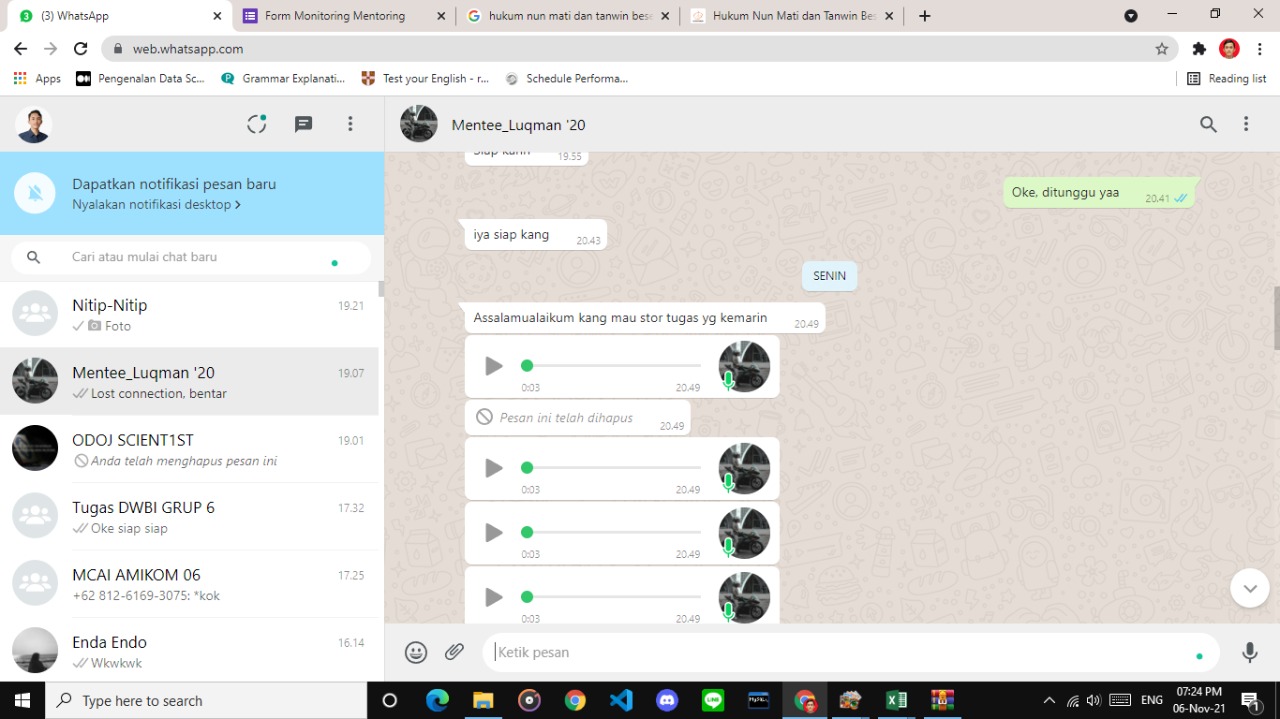 (3) WhatsApp
Form Monitoring Mentoring
hukum nun mati dan tanwin bese
Hukum Nun Mati dan Tanwin Bes
web.whatsapp.com
Apps
Pengenalan Data Sc...
Grammar Explanati...
Test your English - r...
Schedule Performa...
Reading list
Mentee_Luqman '20
Dapatkan notifikasi pesan baru
Nyalakan notifikasi desktop >
Cari atau mulai chat baru
Nitip-Nitip
19.21
Foto
Mentee_Luqman '20
19.07
Lost connection, bentar
ODOJ SCIENT1ST
19.01
Anda telah menghapus pesan ini
Tugas DWBI GRUP 6
17.32
Oke siap siap
MCAI AMIKOM 06
17.25
+62 812-6169-3075: *kok
Enda Endo
16.14
Wkwkwk
19.55
Oke, ditunggu yaa
20.41
iya siap kang
20.43
SENIN
Assalamualaikum kang mau stor tugas yg kemarin
20.49
0:03
20.49
Pesan ini telah dihapus
20.49
0:03
20.49
0:03
20.49
0:03
20.49
Ketik pesan
Type here to search
LINE
ENG
07:24 PM
06-Nov-21
1